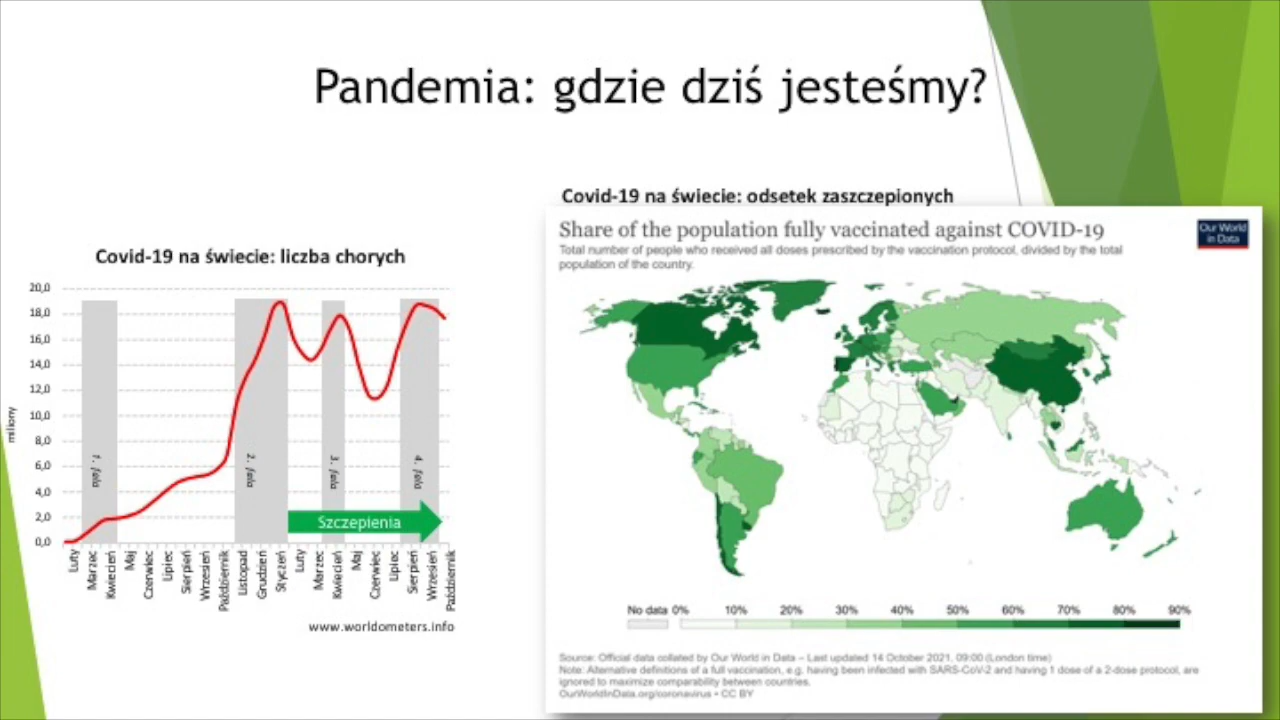 Pandemia: gdzie dziś jesteśmy?
Covid-19 na świecie: liczba chorych
20,0
18,0
16,0
14,0
12,0
10,0
8,0
6,0
4,0
2,0
0,0
miliony
1. fala
2. fala
3. fala
4. fala
Szczepienia
Luty
Marzec
Kwiecień
Maj
Czerwiec
Lipiec
Sierpień
Wrzesień
Październik
Listopad
Grudzień
Styczeń
Luty
Marzec
Kwiecień
Maj
Czerwiec
Lipiec
Sierpień
Wrzesień
Październik
www.worldometers.info
Covid-19 na świecie: odsetek zaszczepionych
Share of the population fully vaccinated against COVID-19
Total number of people who received all doses prescribed by the vaccination protocol, divided by the total
population of the country.
Our World
in Data
No data 0% 10% 20% 30% 40% 50% 60% 70% 80% 90%
Source: Official data collated by Our World in Data – Last updated 14 October 2021, 09:00 (London time)
Note: Alternative definitions of a full vaccination, e.g. having been infected with SARS-CoV-2 and having 1 dose of a 2-dose protocol, are
ignored to maximize comparability between countries.
OurWorldInData.org/coronavirus • CC BY